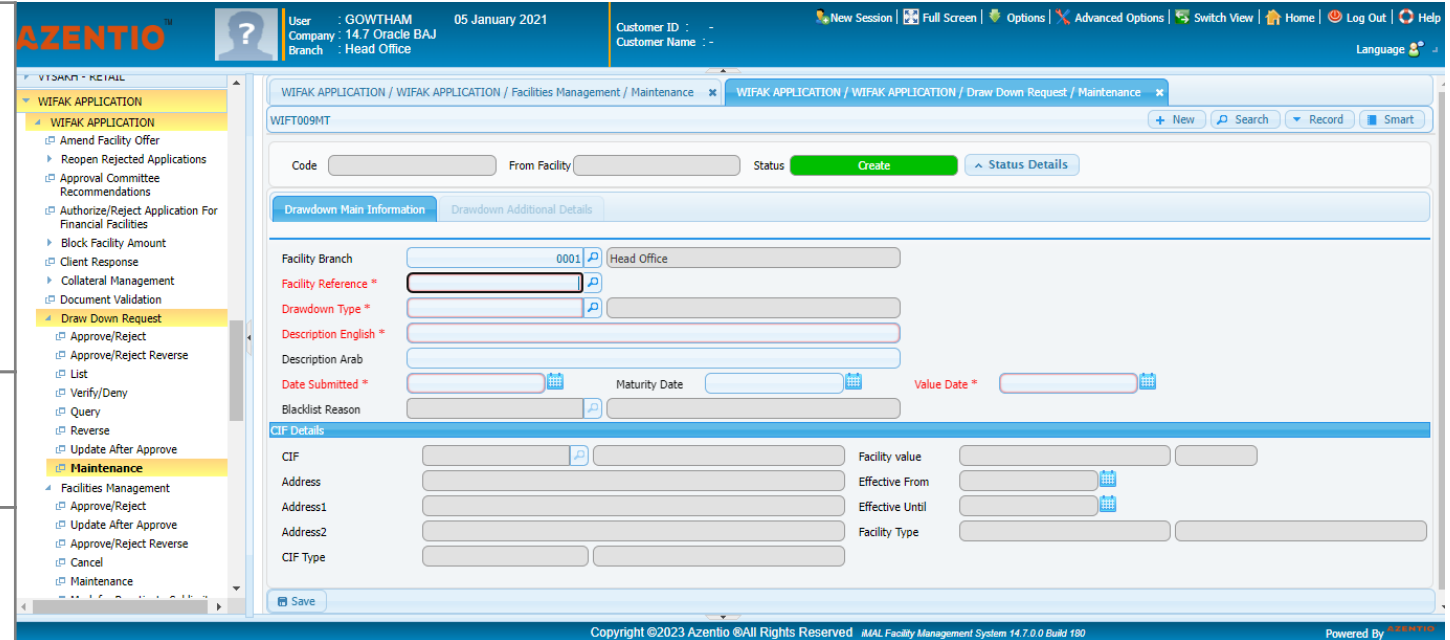 AZENTIO TM
?
User : GOWTHAM 05 January 2021
Company : 14.7 Oracle BAJ
Branch : Head Office
Customer ID : -
Customer Name : -
New Session | Full Screen | Options | Advanced Options | Switch View | Home | Log Out | Help
Language
VYSAKH - RETAIL
WIFAK APPLICATION
WIFAK APPLICATION
Amend Facility Offer
Reopen Rejected Applications
Approval Committee
Recommendations
Authorize/Reject Application For
Financial Facilities
Block Facility Amount
Client Response
Collateral Management
Document Validation
Draw Down Request
Approve/Reject
Approve/Reject Reverse
List
Verify/Deny
Query
Reverse
Update After Approve
Maintenance
Facilities Management
Approve/Reject
Update After Approve
Approve/Reject Reverse
Cancel
Maintenance
WIFAK APPLICATION / WIFAK APPLICATION / Facilities Management / Maintenance
WIFAK APPLICATION / WIFAK APPLICATION / Draw Down Request / Maintenance
WIFT009MT
+ New Search Record Smart
Code From Facility Status Create Status Details
Drawdown Main Information Drawdown Additional Details
Facility Branch 0001 Head Office
Facility Reference *
Drawdown Type *
Description English *
Description Arab
Date Submitted * Maturity Date Value Date *
Blacklist Reason
CIF Details
CIF Facility value
Address Effective From
Address1 Effective Until
Address2 Facility Type
CIF Type
Save
Copyright ©2023 Azentio ®All Rights Reserved iMAL Facility Management System 14.7.0.0 Build 180
Powered By AZENTIO